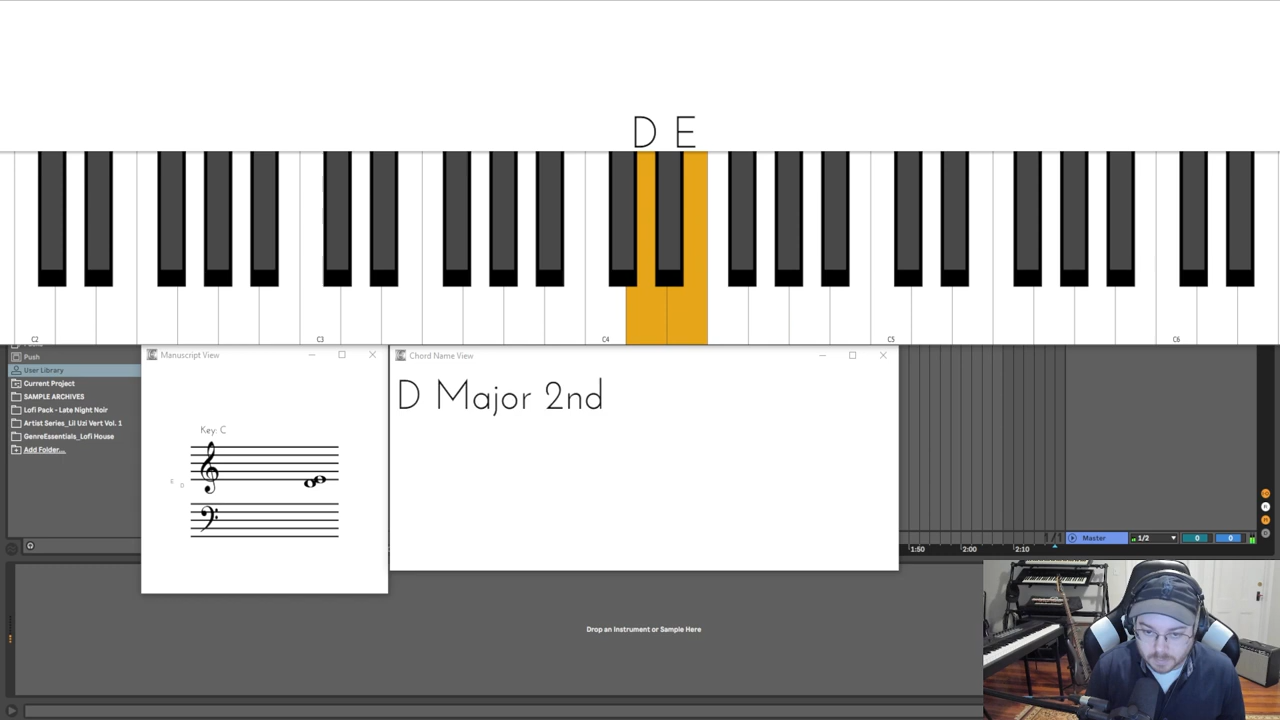 D E
C2 C3 C4 C5 C6
Push
User Library
Current Project
SAMPLE ARCHIVES
Lofi Pack - Late Night Noir
Artist Series_Lil Uzi Vert Vol. 1
GenreEssentials_Lofi House
Add Folder...
Manuscript View
Key: C
E D
Chord Name View
D Major 2nd
1/1 Master 1/2 0 0
1:50 2:00 2:10
Drop an Instrument or Sample Here